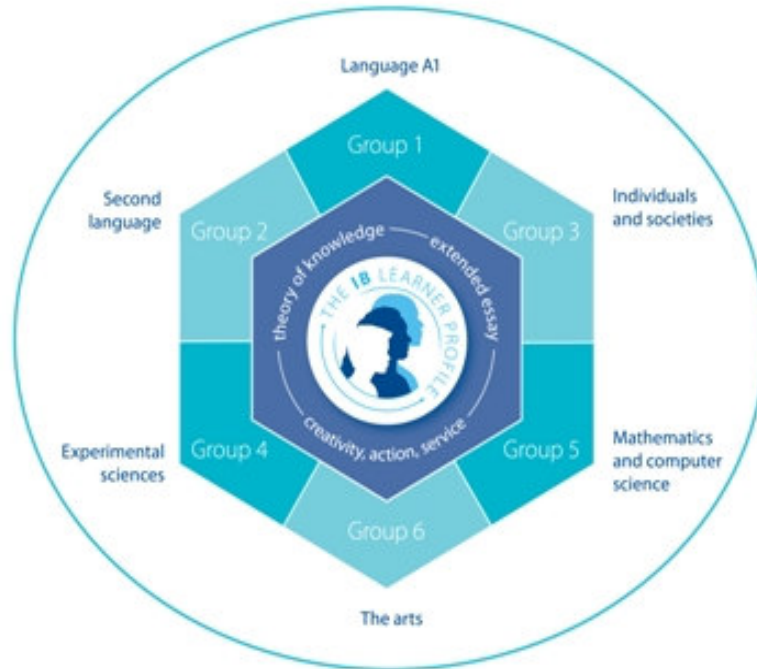 Language A1
Group 1
Second
language
Group 2
Individuals
and societies
Group 3
theory of knowledge
extended essay
THE IB LEARNER PROFILE
creativity, action, service
Experimental
sciences
Group 4
Mathematics
and computer
science
Group 5
Group 6
The arts